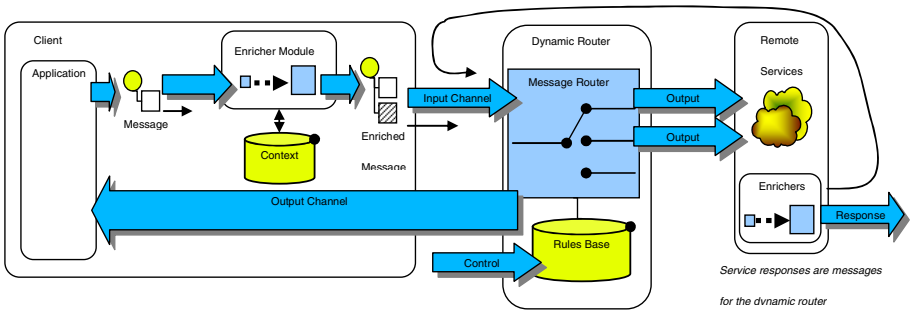 Client
Application
Message
Enricher Module
Context
Enriched
Message
Input Channel
Output Channel
Dynamic Router
Message Router
Rules Base
Control
Output
Output
Remote
Services
Enrichers
Response
Service responses are messages
for the dynamic router